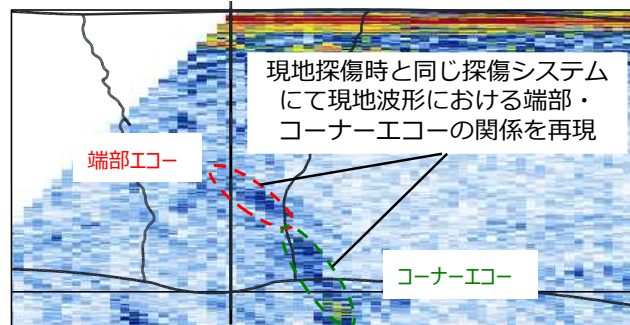 現地探傷時と同じ探傷システム
にて現地波形における端部・
コーナーエコーの関係を再現
端部エコー
コーナーエコー